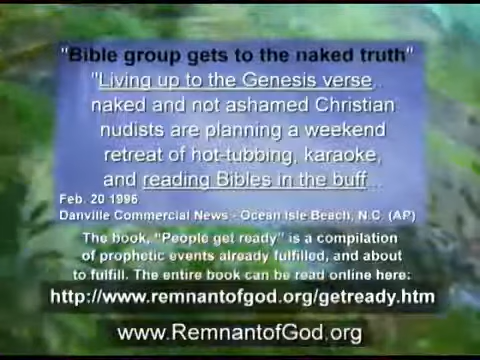 "Bible group gets to the naked truth"
"Living up to the Genesis verse..
naked and not ashamed Christian
nudists are planning a weekend
retreat of hot-tubbing, karaoke,
and reading Bibles in the buff...
Feb. 20 1996
Danville Commercial News - Ocean Isle Beach, N.C. (AP)
The book, "People get ready" is a compilation
of prophetic events already fulfilled, and about
to fulfill. The entire book can be read online here:
http://www.remnantofgod.org/getready.htm
www.RemnantofGod.org